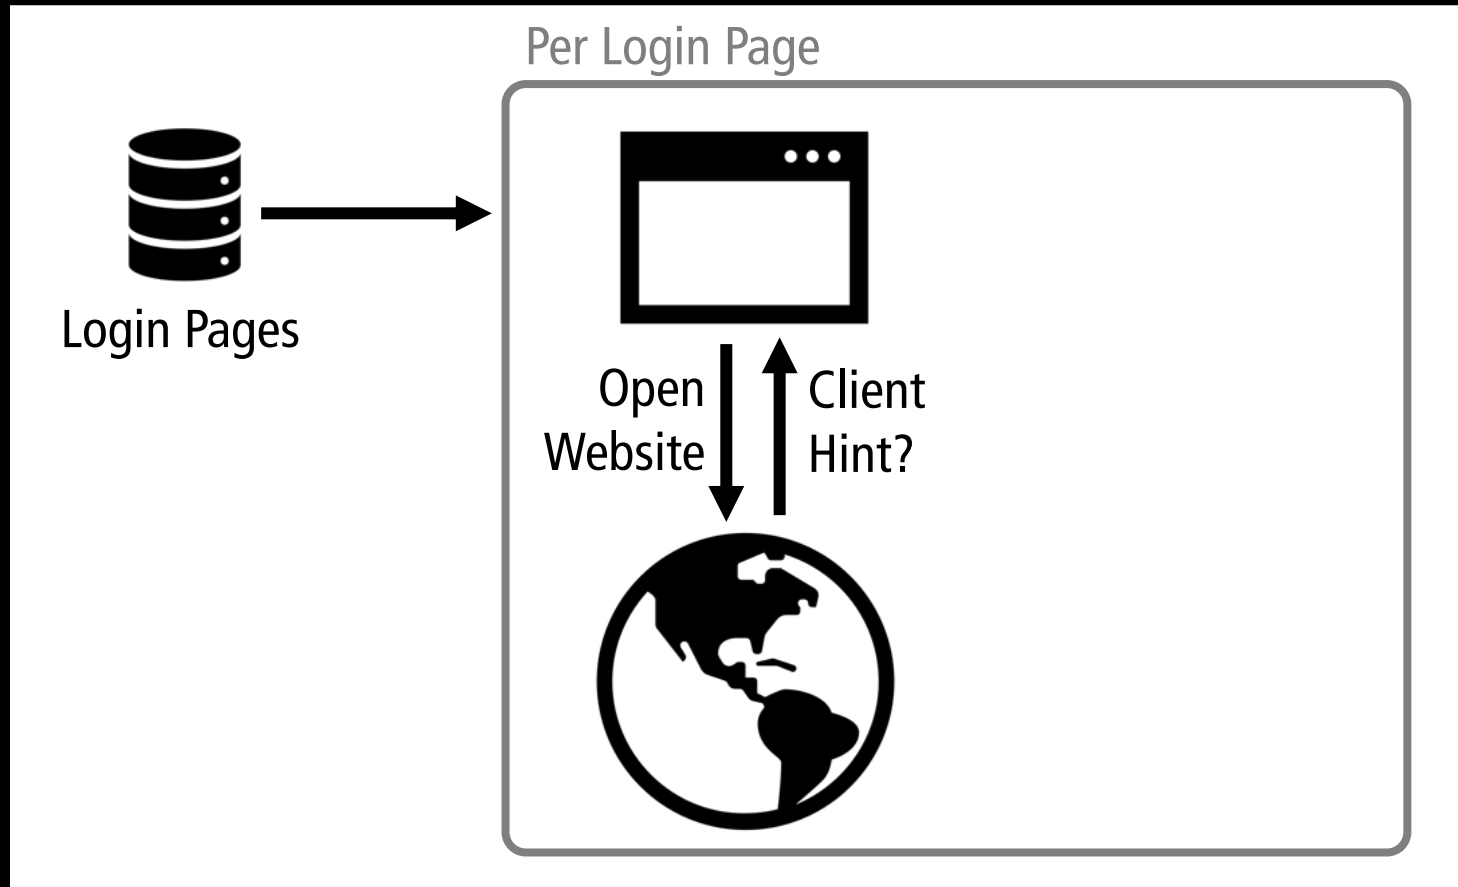 Per Login Page
Login Pages
Open
Website
Client
Hint?